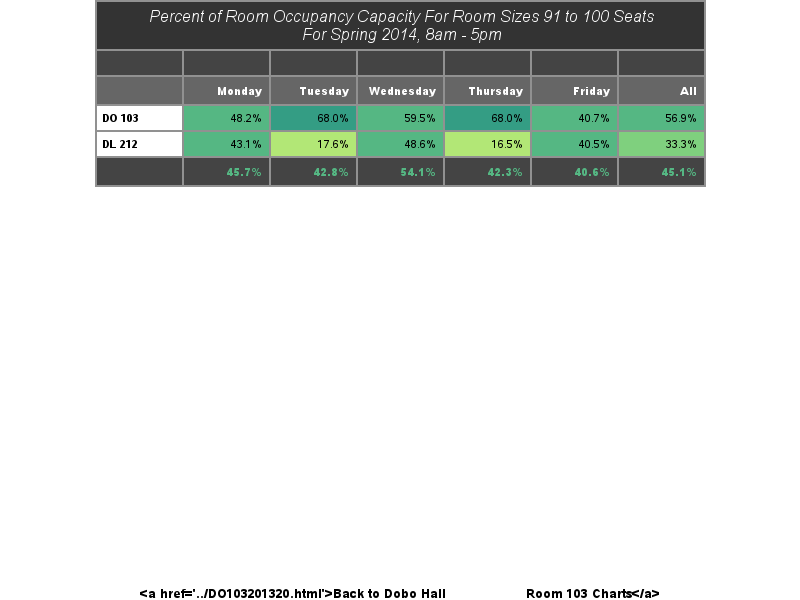 Percent of Room Occupancy Capacity For Room Sizes 91 to 100 Seats
For Spring 2014, 8am - 5pm
Monday Tuesday Wednesday Thursday Friday All
DO 103 48.2% 68.0% 59.5% 68.0% 40.7% 56.9%
DL 212 43.1% 17.6% 48.6% 16.5% 40.5% 33.3%
45.7% 42.8% 54.1% 42.3% 40.6% 45.1%
<a href='../DO103201320.html'>Back to Dobo Hall Room 103 Charts</a>